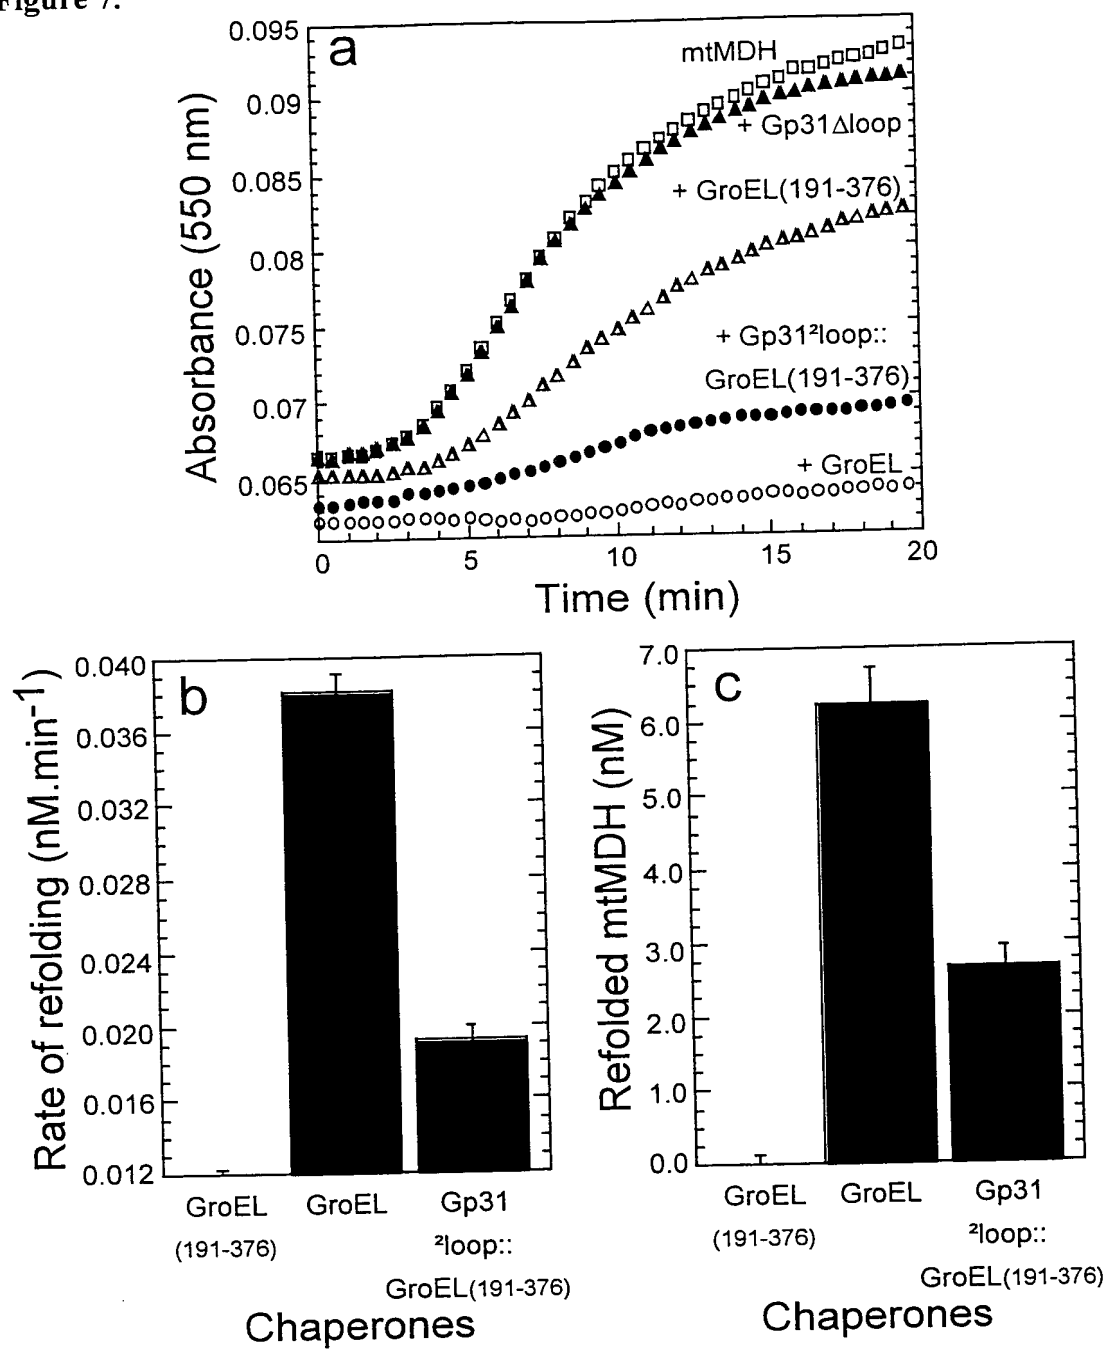 Figure 7.
a
0.095
0.09
0.085
0.08
0.075
0.07
0.065
Absorbance (550 nm)
mtMDH
+ Gp31Δloop
+ GroEL(191-376)
+ Gp31²loop::
GroEL(191-376)
+ GroEL
0 5 10 15 20
Time (min)
b
0.040
0.036
0.032
0.028
0.024
0.020
0.016
0.012
Rate of refolding (nM.min-1)
GroEL
(191-376)
GroEL
Gp31
²loop::
GroEL(191-376)
Chaperones
c
7.0
6.0
5.0
4.0
3.0
2.0
1.0
0.0
Refolded mtMDH (nM)
GroEL
(191-376)
GroEL
Gp31
²loop::
GroEL(191-376)
Chaperones